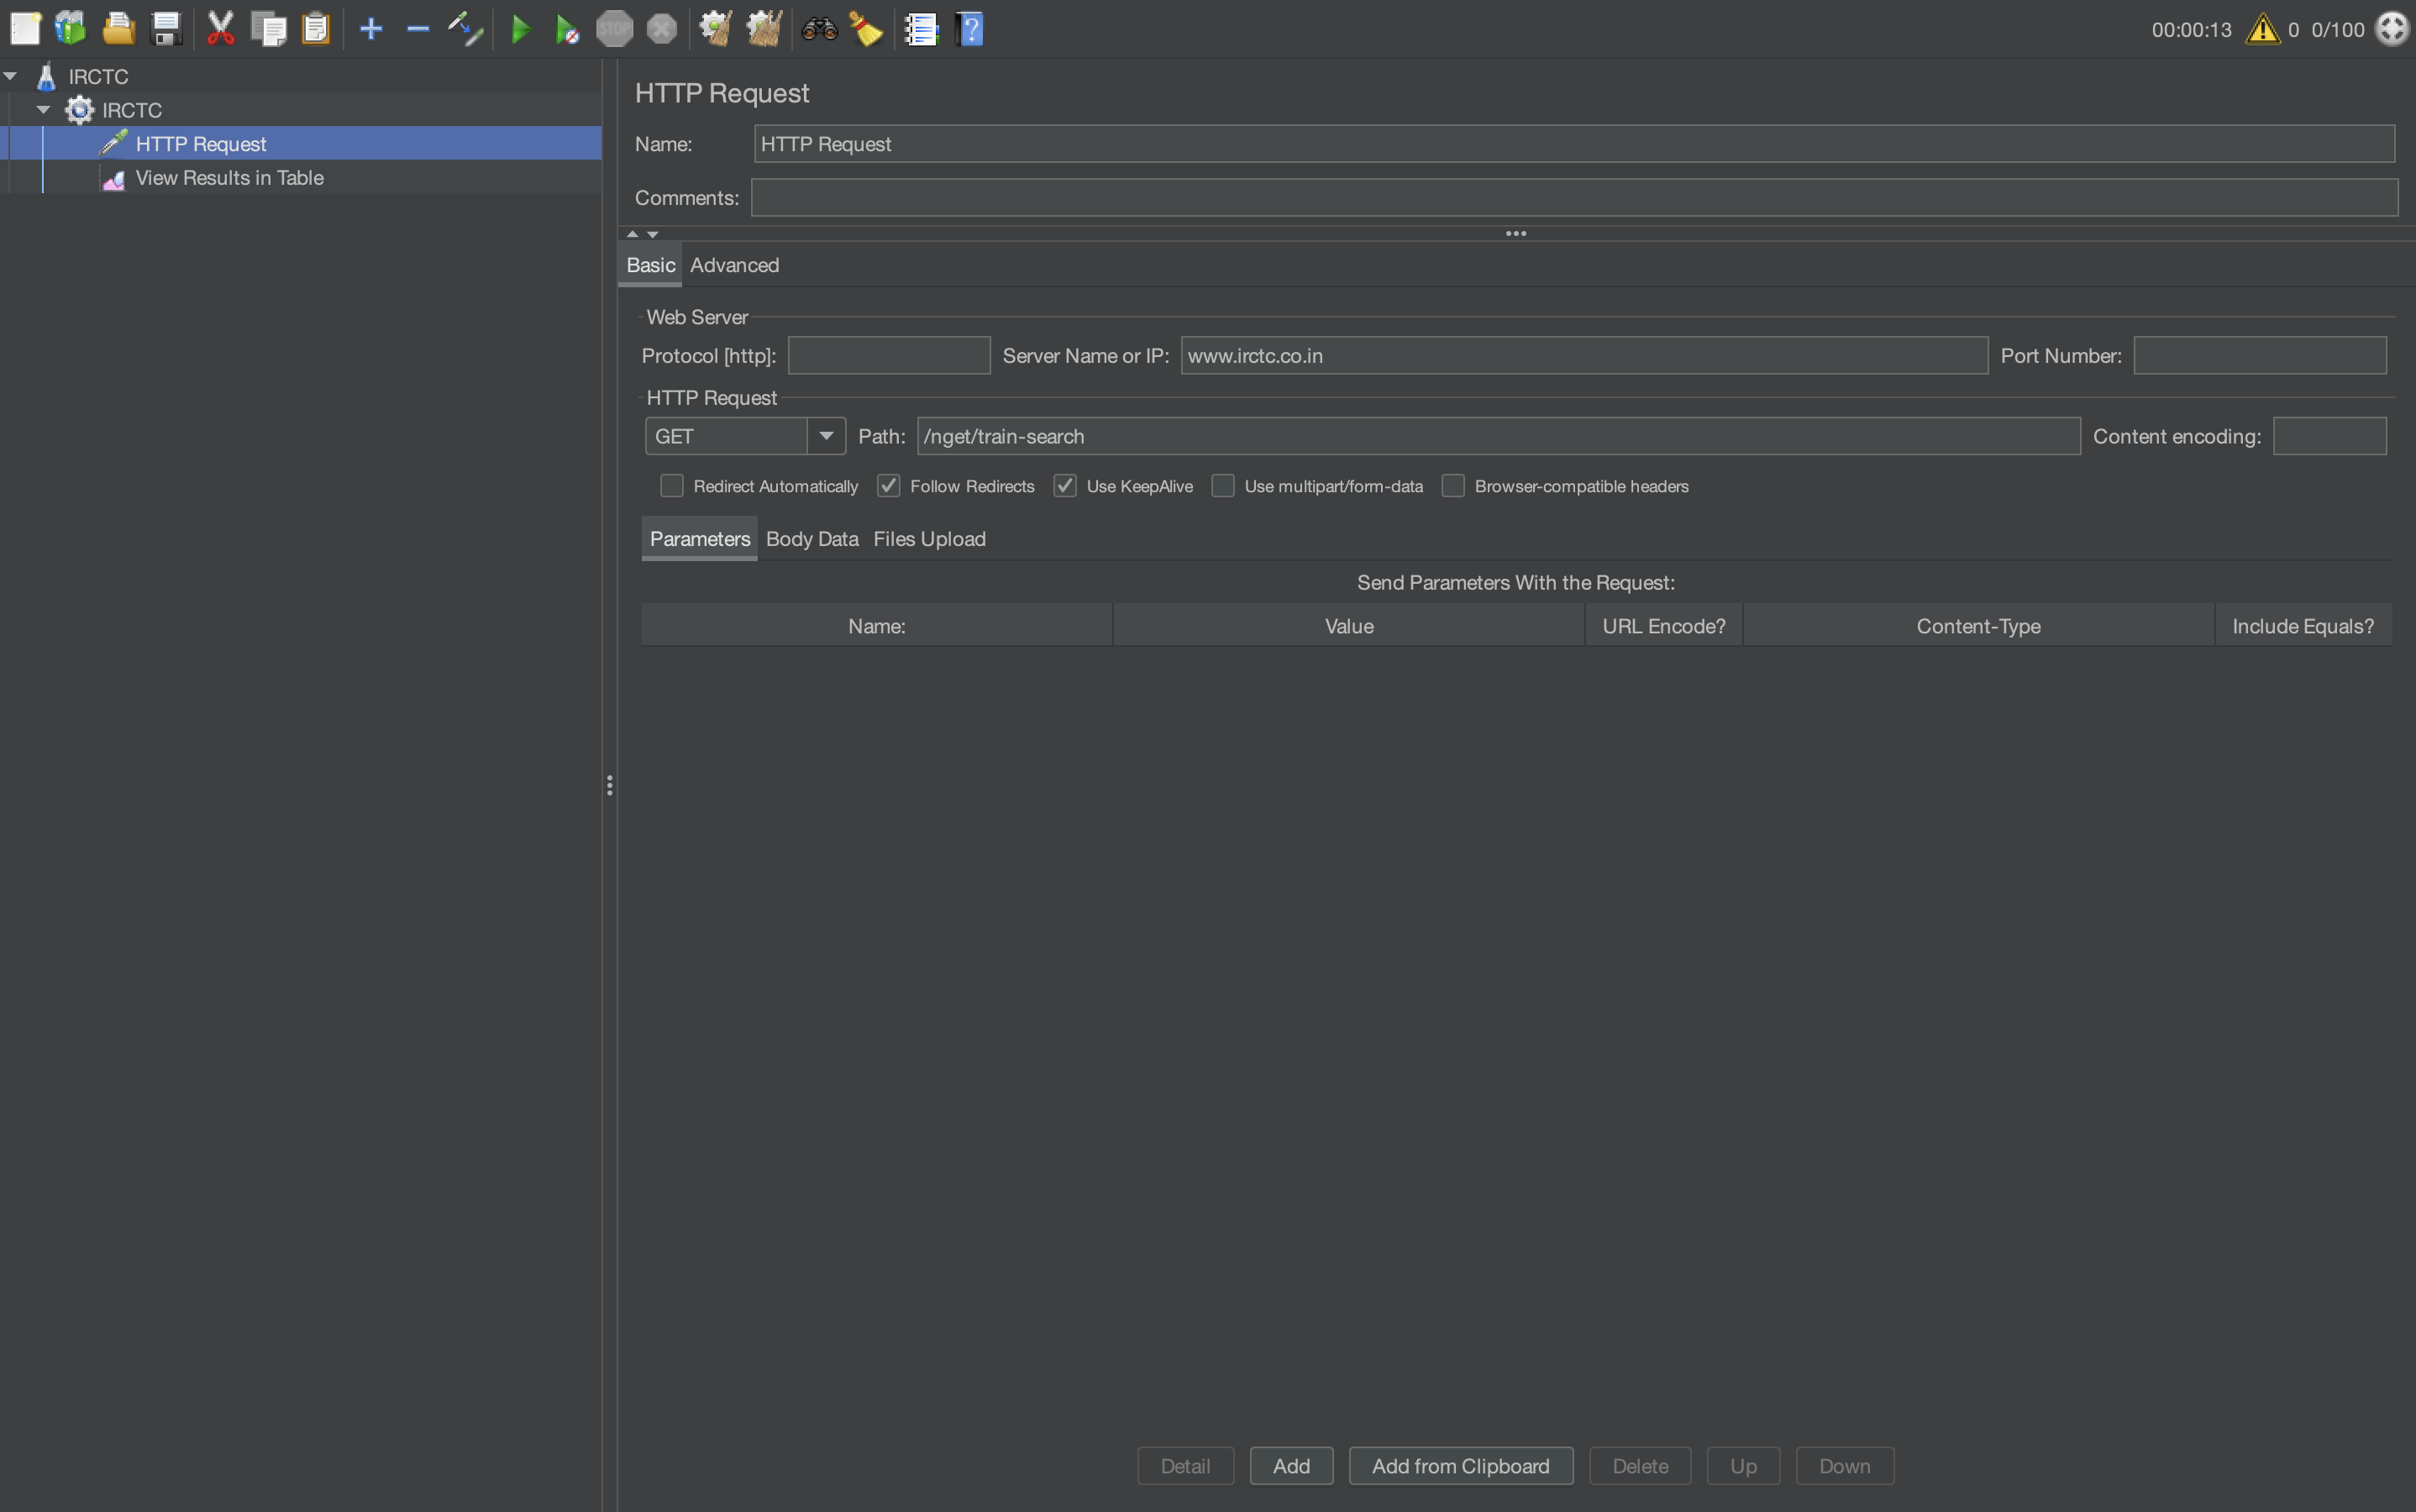 00:00:13 0 0/100
IRCTC
IRCTC
HTTP Request
View Results in Table
HTTP Request
Name: HTTP Request
Comments:
Basic Advanced
Web Server
Protocol [http]: Server Name or IP: www.irctc.co.in Port Number:
HTTP Request
GET Path: /nget/train-search Content encoding:
Redirect Automatically Follow Redirects Use KeepAlive Use multipart/form-data Browser-compatible headers
Parameters Body Data Files Upload
Send Parameters With the Request:
Name: Value URL Encode? Content-Type Include Equals?
Detail Add Add from Clipboard Delete Up Down